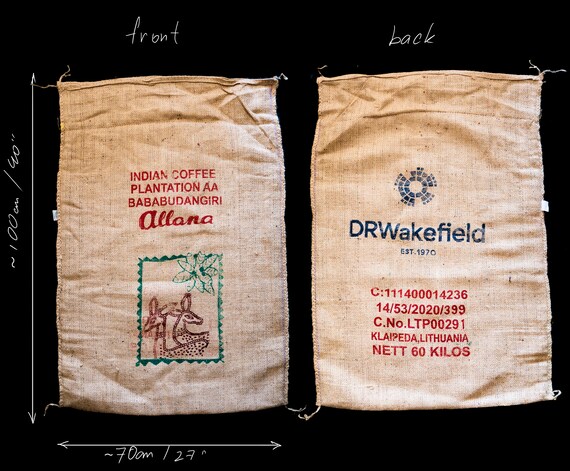 front
back
~100cm / 40"
INDIAN COFFEE
PLANTATION AA
BABABUDANGIRI
allana
DRWakefield
EST.1970
C:111400014236
14/53/2020/399
C.No.LTP00291
KLAIPEDA,LITHUANIA
NETT 60 KILOS
~70cm / 27"